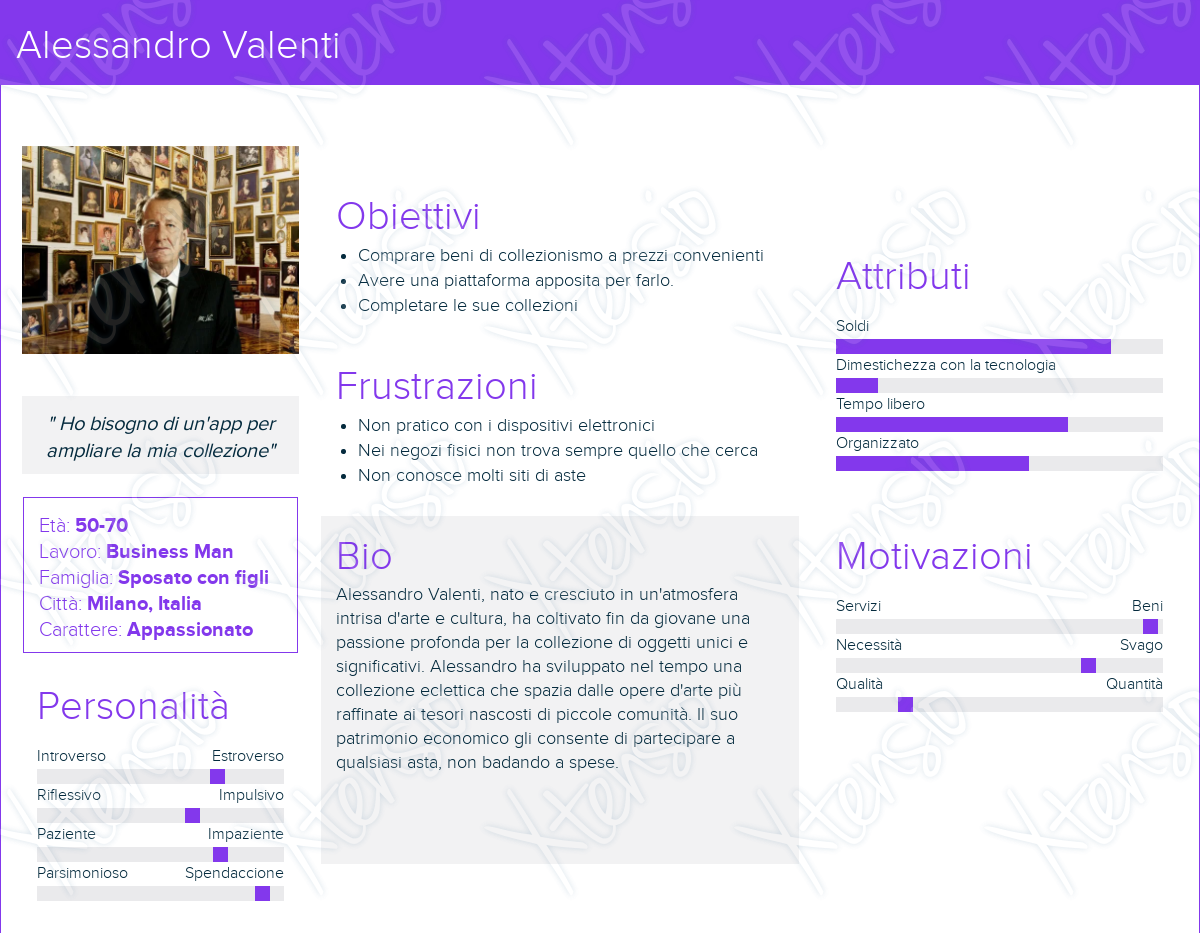 Alessandro Valenti
" Ho bisogno di un'app per
ampliare la mia collezione"
Età: 50-70
Lavoro: Business Man
Famiglia: Sposato con figli
Città: Milano, Italia
Carattere: Appassionato
Personalità
Introverso Estroverso
Riflessivo Impulsivo
Paziente Impaziente
Parsimonioso Spendaccione
Obiettivi
Comprare beni di collezionismo a prezzi convenienti
Avere una piattaforma apposita per farlo.
Completare le sue collezioni
Frustrazioni
Non pratico con i dispositivi elettronici
Nei negozi fisici non trova sempre quello che cerca
Non conosce molti siti di aste
Bio
Alessandro Valenti, nato e cresciuto in un'atmosfera
intrisa d'arte e cultura, ha coltivato fin da giovane una
passione profonda per la collezione di oggetti unici e
significativi. Alessandro ha sviluppato nel tempo una
collezione eclettica che spazia dalle opere d'arte più
raffinate ai tesori nascosti di piccole comunità. Il suo
patrimonio economico gli consente di partecipare a
qualsiasi asta, non badando a spese.
Attributi
Soldi
Dimestichezza con la tecnologia
Tempo libero
Organizzato
Motivazioni
Servizi Beni
Necessità Svago
Qualità Quantità
Xtensio